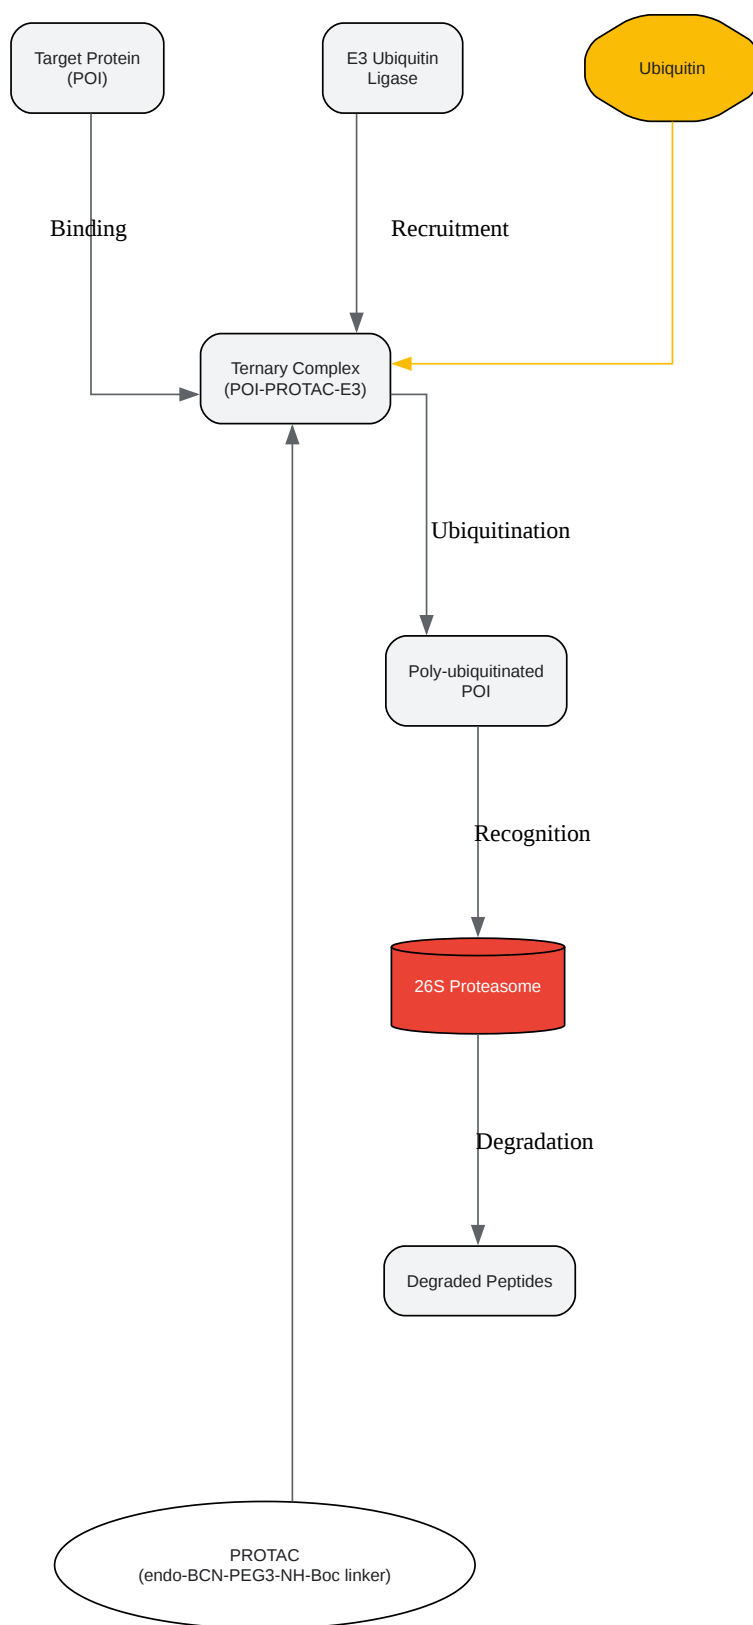 Target Protein
(POI)
E3 Ubiquitin
Ligase
Ubiquitin
Binding
Recruitment
Ternary Complex
(POI-PROTAC-E3)
Ubiquitination
Poly-ubiquitinated
POI
Recognition
26S Proteasome
Degradation
Degraded Peptides
PROTAC
(endo-BCN-PEG3-NH-Boc linker)